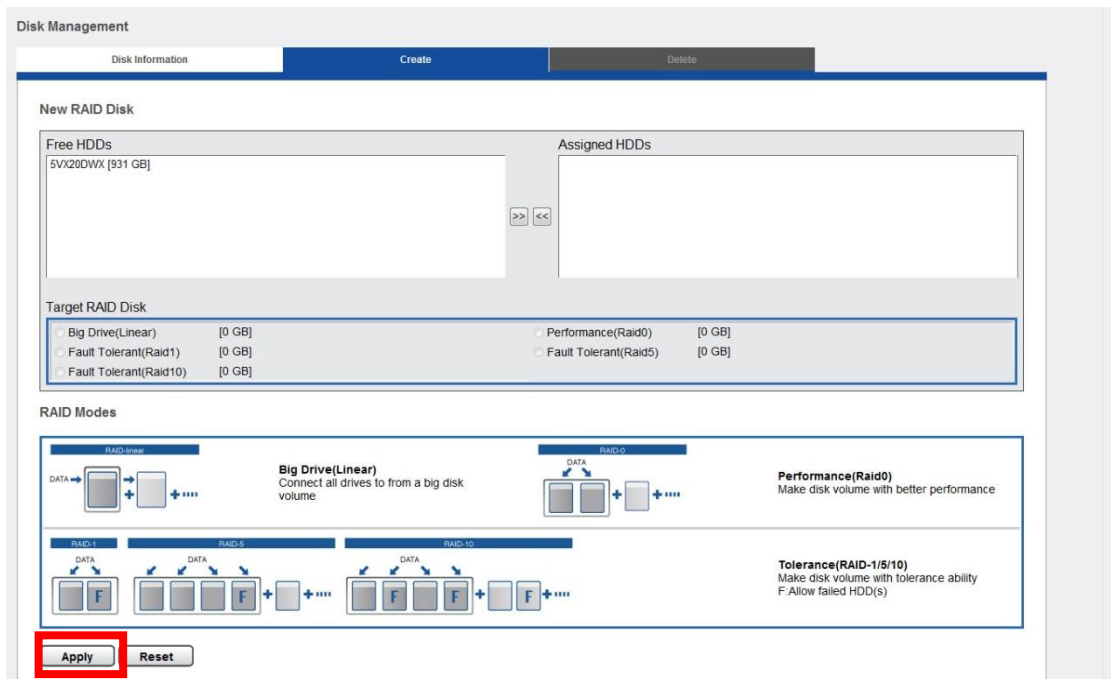 Disk Management
Disk Information
Create
Delete
New RAID Disk
Free HDDs
Assigned HDDs
5VX20DWX [931 GB]
>> <<
Target RAID Disk
Big Drive(Linear) [0 GB]
Performance(Raid0) [0 GB]
Fault Tolerant(Raid1) [0 GB]
Fault Tolerant(Raid5) [0 GB]
Fault Tolerant(Raid10) [0 GB]
RAID Modes
RAID-linear
DATA
Big Drive(Linear)
Connect all drives to from a big disk
volume
RAID-0
DATA
Performance(Raid0)
Make disk volume with better performance
RAID-1
DATA
F
RAID-5
DATA
F
RAID-10
DATA
F F F
Tolerance(RAID-1/5/10)
Make disk volume with tolerance ability
F:Allow failed HDD(s)
Apply Reset